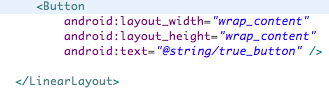 <Button
android:layout_width="wrap_content"
android:layout_height="wrap_content"
android:text="@string/true_button" />
</LinearLayout>